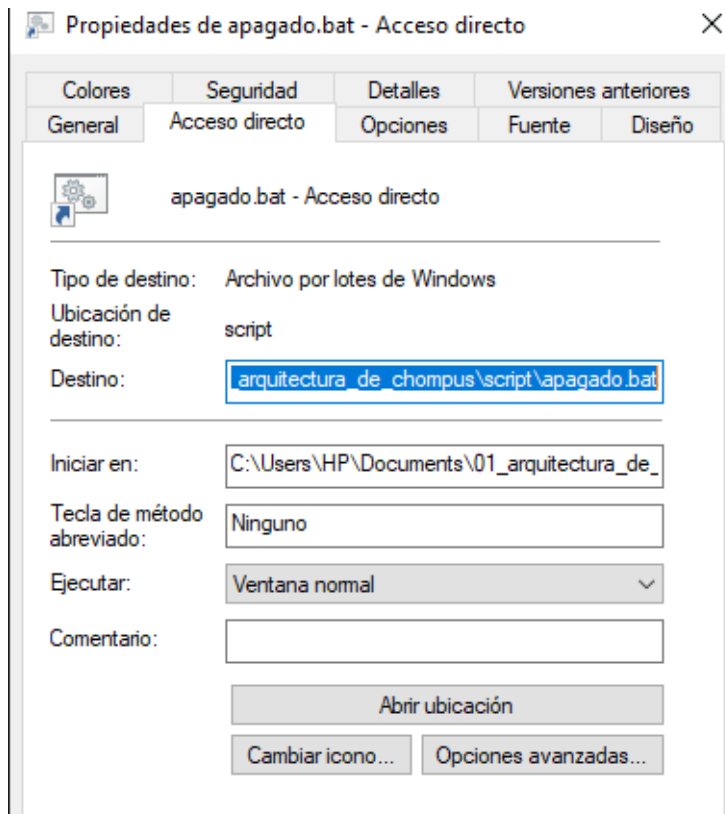 Propiedades de apagado.bat - Acceso directo
Colores Seguridad Detalles Versiones anteriores
General Acceso directo Opciones Fuente Diseño
apagado.bat - Acceso directo
Tipo de destino: Archivo por lotes de Windows
Ubicación de destino: script
Destino: _arquitectura_de_chompus\script\apagado.bat
Iniciar en: C:\Users\HP\Documents\01_arquitectura_de_
Tecla de método abreviado: Ninguno
Ejecutar: Ventana normal
Comentario:
Abrir ubicación
Cambiar icono... Opciones avanzadas...